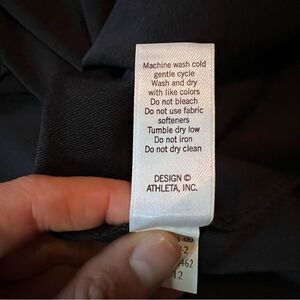 Machine wash cold
gentle cycle
Wash and dry
with like colors
Do not bleach
Do not use fabric
softeners
Tumble dry low
Do not iron
Do not dry clean
DESIGN ©
ATHLETA, INC.
462